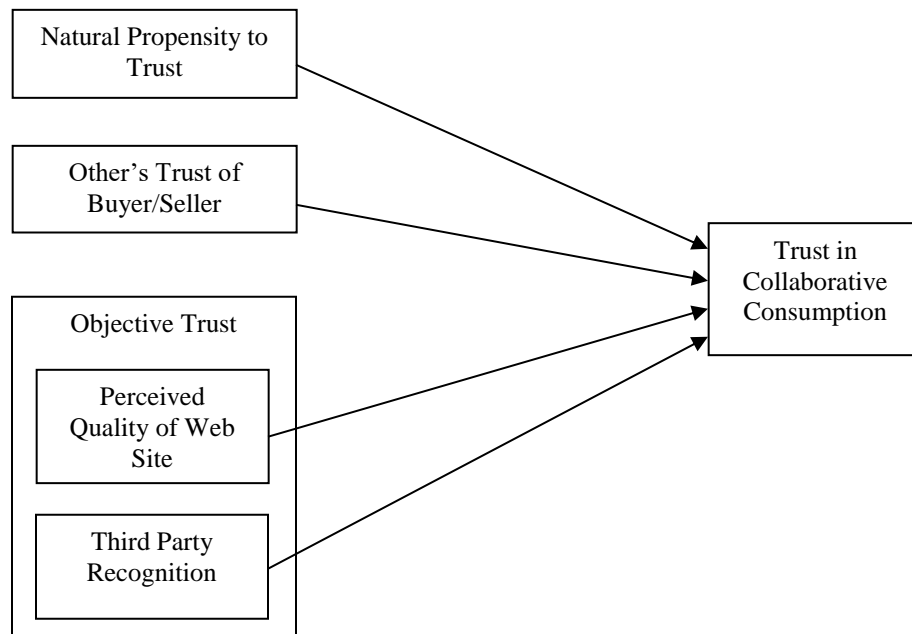 Natural Propensity to
Trust
Other’s Trust of
Buyer/Seller
Objective Trust
Perceived
Quality of Web
Site
Third Party
Recognition
Trust in
Collaborative
Consumption